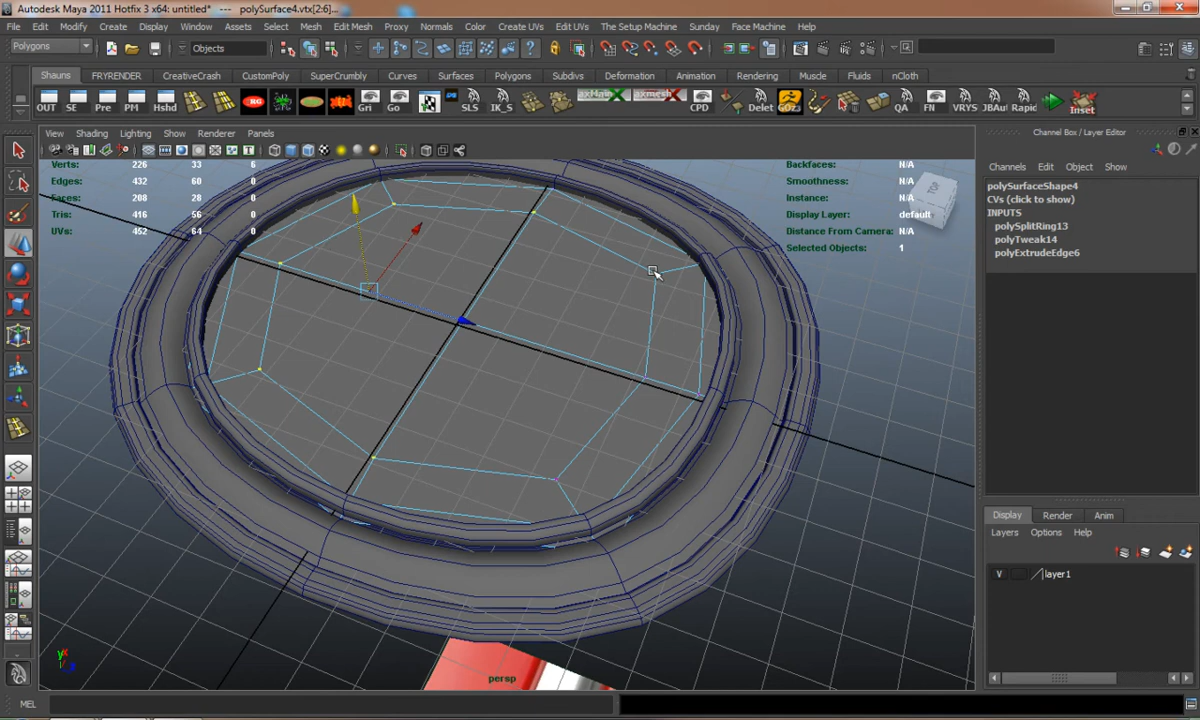 Autodesk Maya 2011 Hotfix 3 x64: untitled* --- polySurface4.vtx[2:6]...
File Edit Modify Create Display Window Assets Select Mesh Edit Mesh Proxy Normals Color Create UVs Edit UVs The Setup Machine Sunday Face Machine Help
Polygons Objects
Shauns FRYRENDER CreativeCrash CustomPoly SuperCrumbly Curves Surfaces Polygons Subdivs Deformation Animation Rendering Muscle Fluids nCloth
OUT SE Pre PM Hshd Gri Go SLS IK_S axMain axmesh CPD Delet GOZ QA FN VRYS JBAut Rapic Inset
View Shading Lighting Show Renderer Panels
Channel Box / Layer Editor
Channels Edit Object Show
Verts: 226 33 6
Edges: 432 60 0
Faces: 208 28 0
Tris: 416 56 0
UVs: 452 64 0
Backfaces: N/A
Smoothness: N/A
Instance: N/A
Display Layer: default
Distance From Camera: N/A
Selected Objects: 1
TOP
polySurfaceShape4
CVs (click to show)
INPUTS
polySplitRing13
polyTweak14
polyExtrudeEdge6
Display Render Anim
Layers Options Help
V layer1
persp
MEL